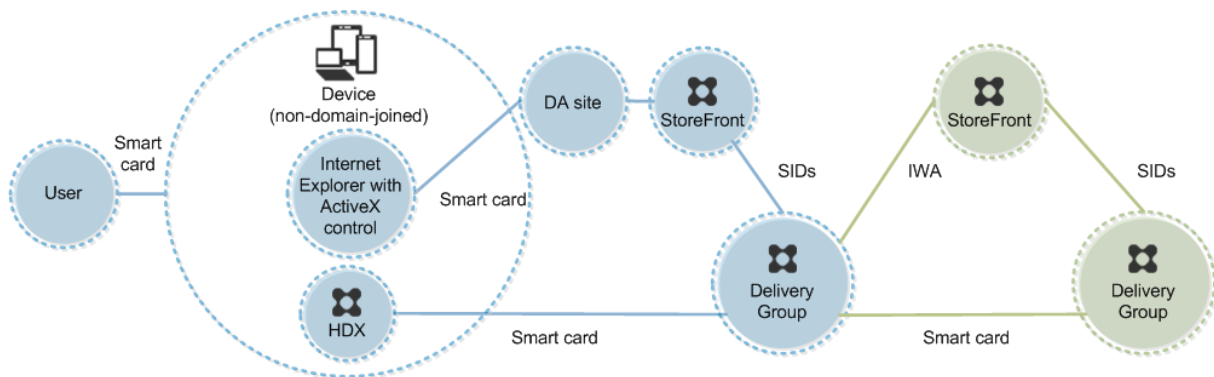 Device
(non-domain-joined)
Smart
card
User
Internet
Explorer with
ActiveX
control
Smart card
HDX
DA site
StoreFront
SIDs
Smart card
Delivery
Group
IWA
StoreFront
SIDs
Smart card
Delivery
Group